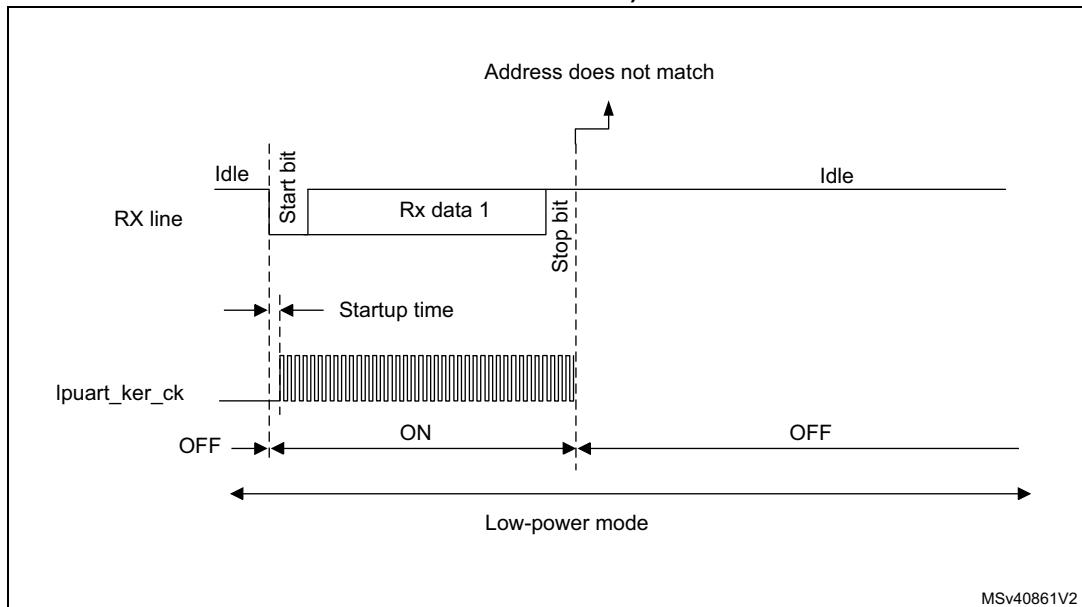 Address does not match
Idle
Start bit
Rx data 1
Stop bit
Idle
RX line
Startup time
lpuart_ker_ck
OFF
ON
OFF
Low-power mode
MSv40861V2